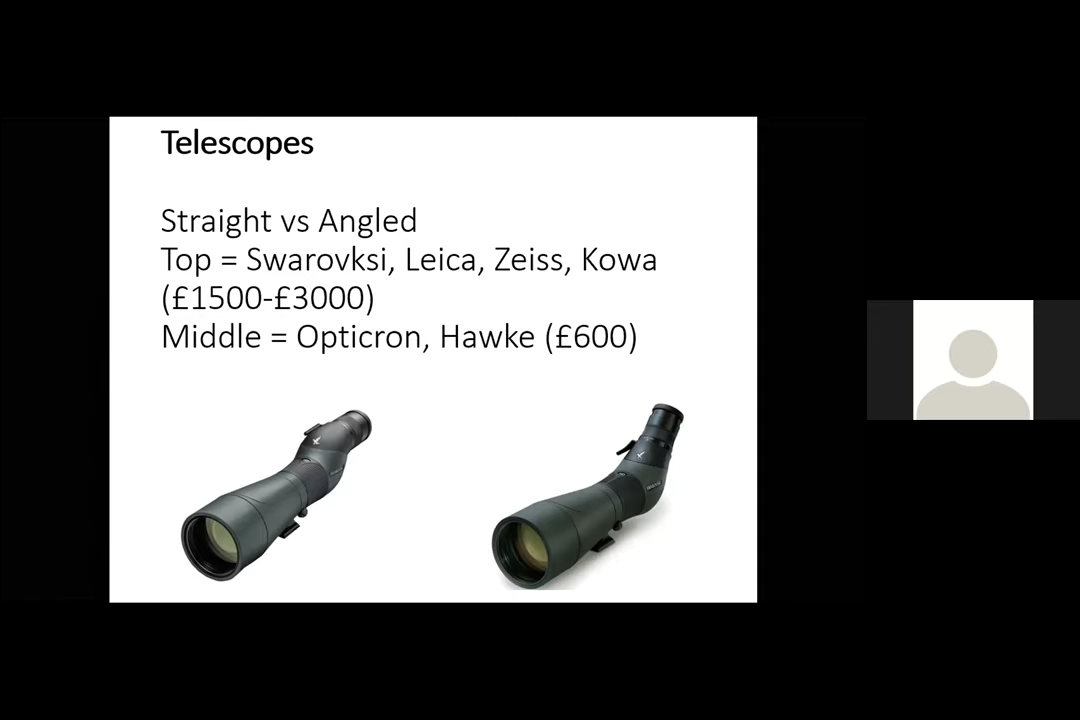 Telescopes
Straight vs Angled
Top = Swarovksi, Leica, Zeiss, Kowa
(£1500-£3000)
Middle = Opticron, Hawke (£600)